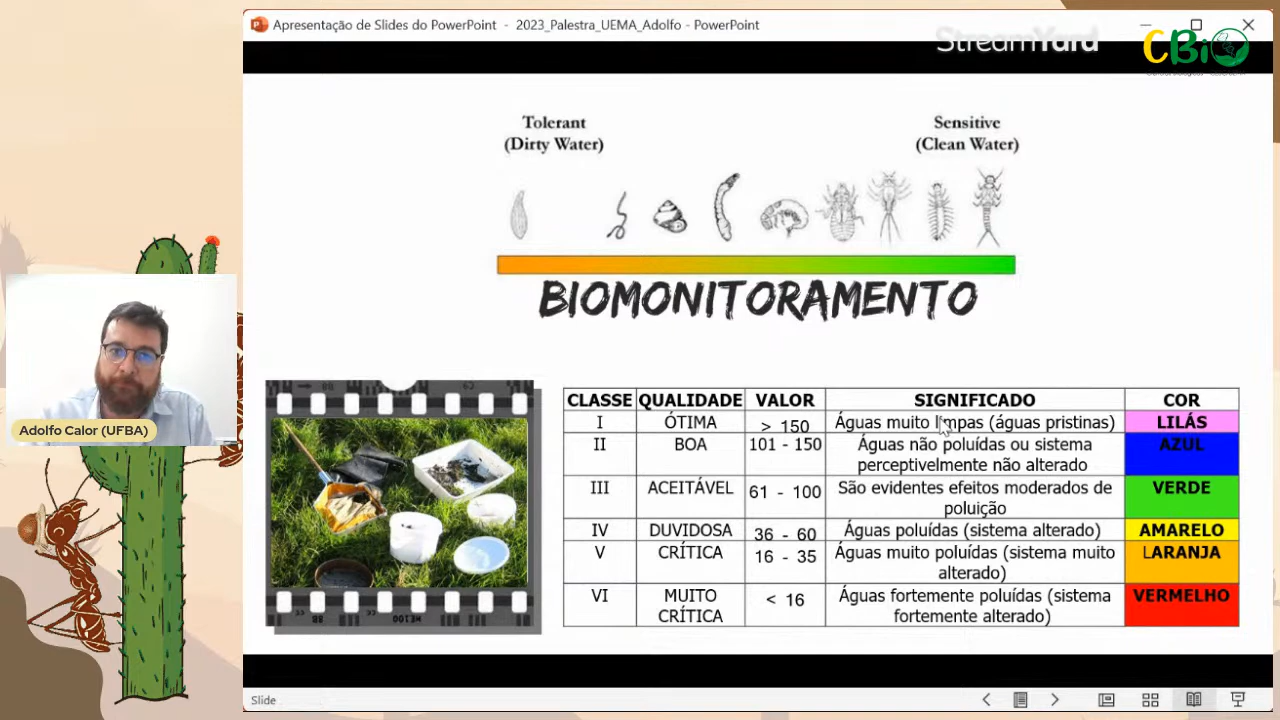 Apresentação de Slides do PowerPoint - 2023_Palestra_UEMA_Adolfo - PowerPoint
StreamYard
CBiO
Tolerant
(Dirty Water)
Sensitive
(Clean Water)
BIOMONITORAMENTO
Adolfo Calor (UFBA)
CLASSE QUALIDADE VALOR SIGNIFICADO COR
I ÓTIMA > 150 Águas muito limpas (águas pristinas) LILÁS
II BOA 101 - 150 Águas não poluídas ou sistema
perceptivelmente não alterado AZUL
III ACEITÁVEL 61 - 100 São evidentes efeitos moderados de
poluição VERDE
IV DUVIDOSA 36 - 60 Águas poluídas (sistema alterado) AMARELO
V CRÍTICA 16 - 35 Águas muito poluídas (sistema muito
alterado) LARANJA
VI MUITO
CRÍTICA < 16 Águas fortemente poluídas (sistema
fortemente alterado) VERMELHO
Slide